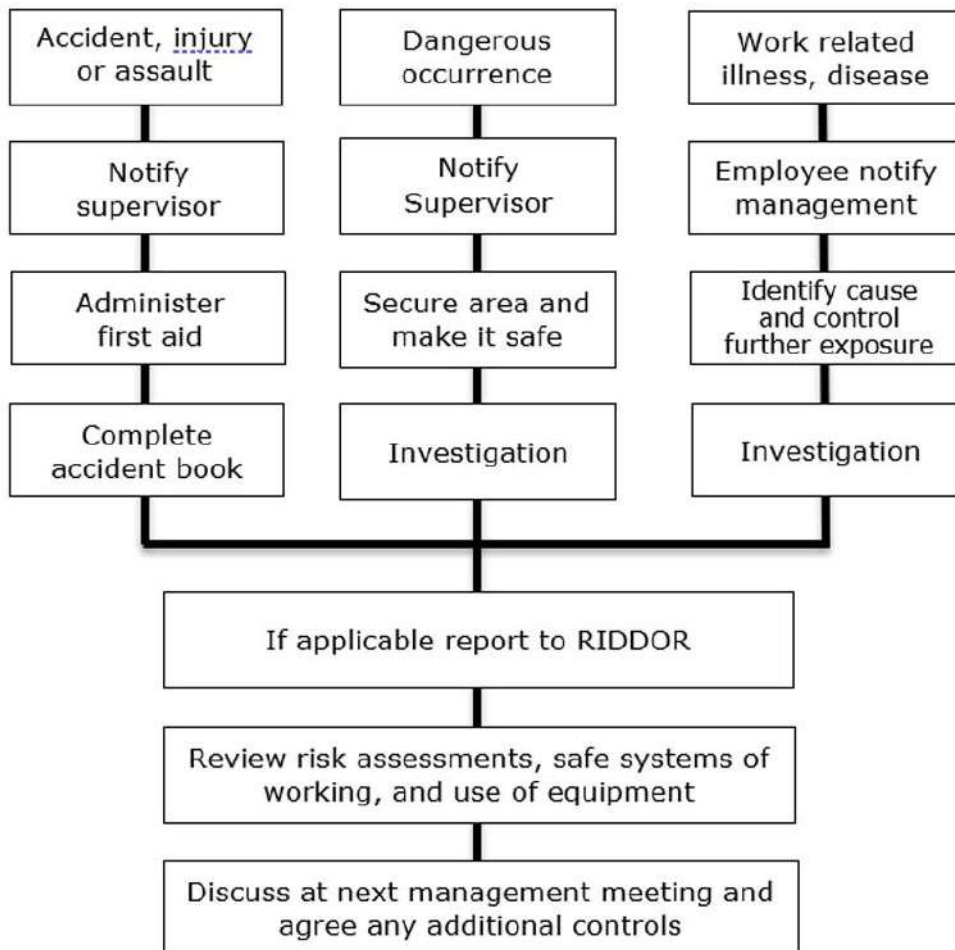 Accident, injury
or assault
Dangerous
occurrence
Work related
illness, disease
Notify
supervisor
Notify
Supervisor
Employee notify
management
Administer
first aid
Secure area and
make it safe
Identify cause
and control
further exposure
Complete
accident book
Investigation
Investigation
If applicable report to RIDDOR
Review risk assessments, safe systems of
working, and use of equipment
Discuss at next management meeting and
agree any additional controls